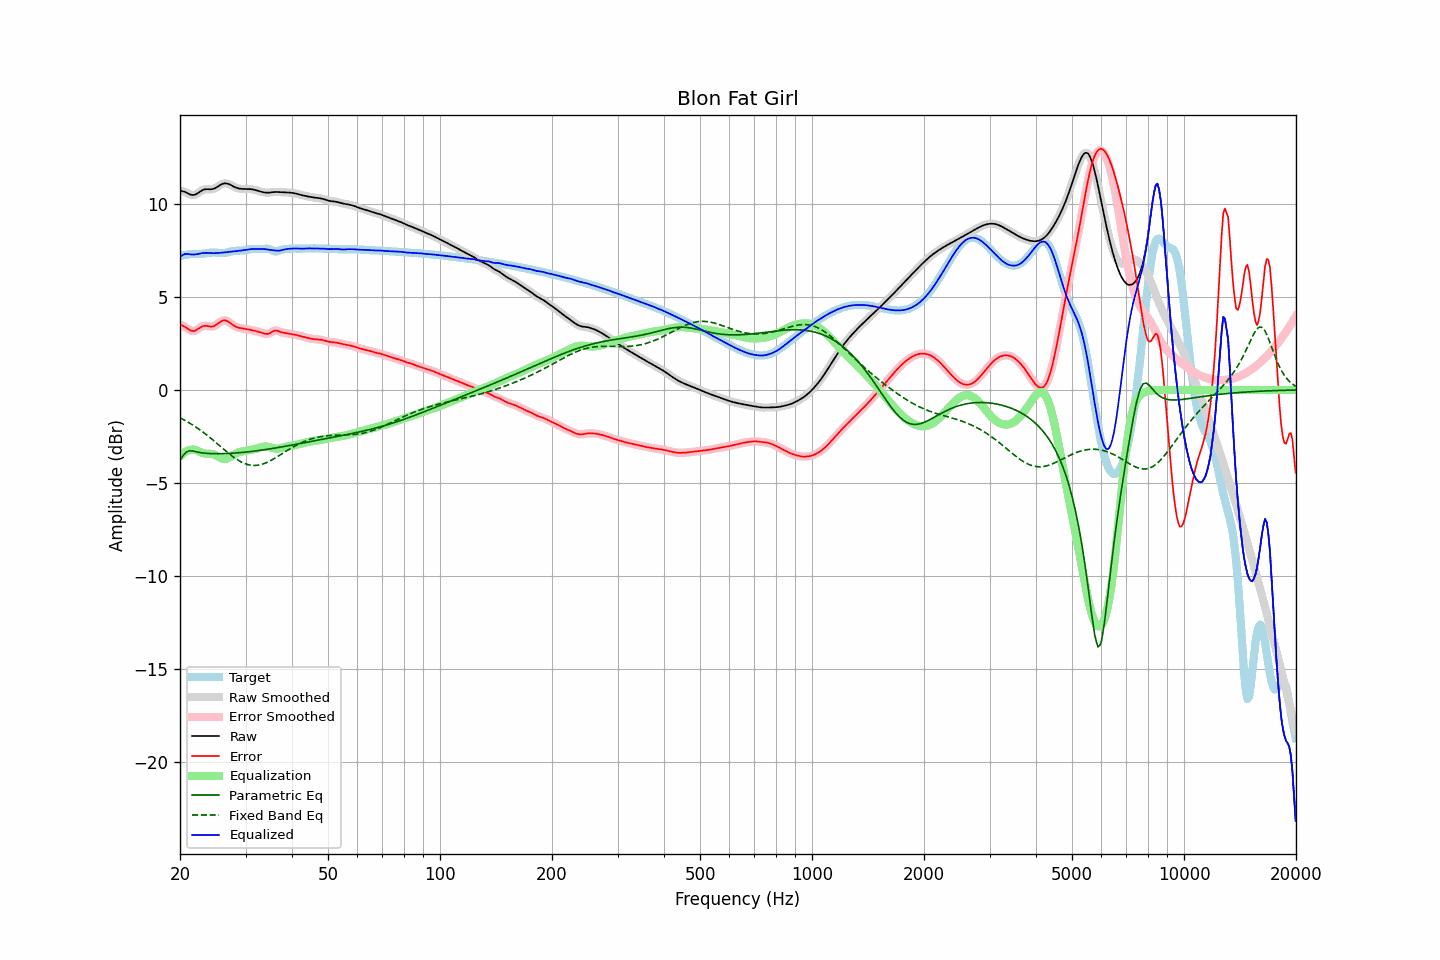 Blon Fat Girl
Amplitude (dBr)
10
5
0
−5
−10
−15
−20
Target
Raw Smoothed
Error Smoothed
Raw
Error
Equalization
Parametric Eq
Fixed Band Eq
Equalized
20 50 100 200 500 1000 2000 5000 10000 20000
Frequency (Hz)